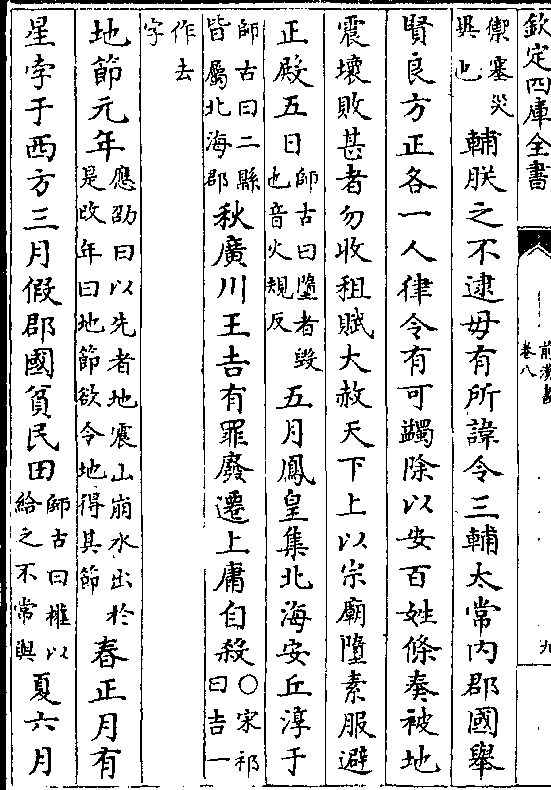 欽定四庫全書
前漢書
卷八
九
禦塞災
異也
輔朕之不逮毋有所諱令三輔太常内郡國舉
賢良方正各一人律令有可蠲除以安百姓條奏被地
震壞敗甚者勿收租賦大赦天下上以宗廟墮素服避
正殿五日
師古曰墮者毀
也音火規反
五月鳳皇集北海安丘淳于
師古曰二縣
皆屬北海郡
秋廣川王吉有罪廢遷上庸自殺
○宋祁
曰吉一
作去
字
地節元年
應劭曰以先者地震山崩水出於
是改年曰地節欲令地得其節
春正月有
星孛于西方三月假郡國貧民田
師古曰權以
給之不常與
夏六月